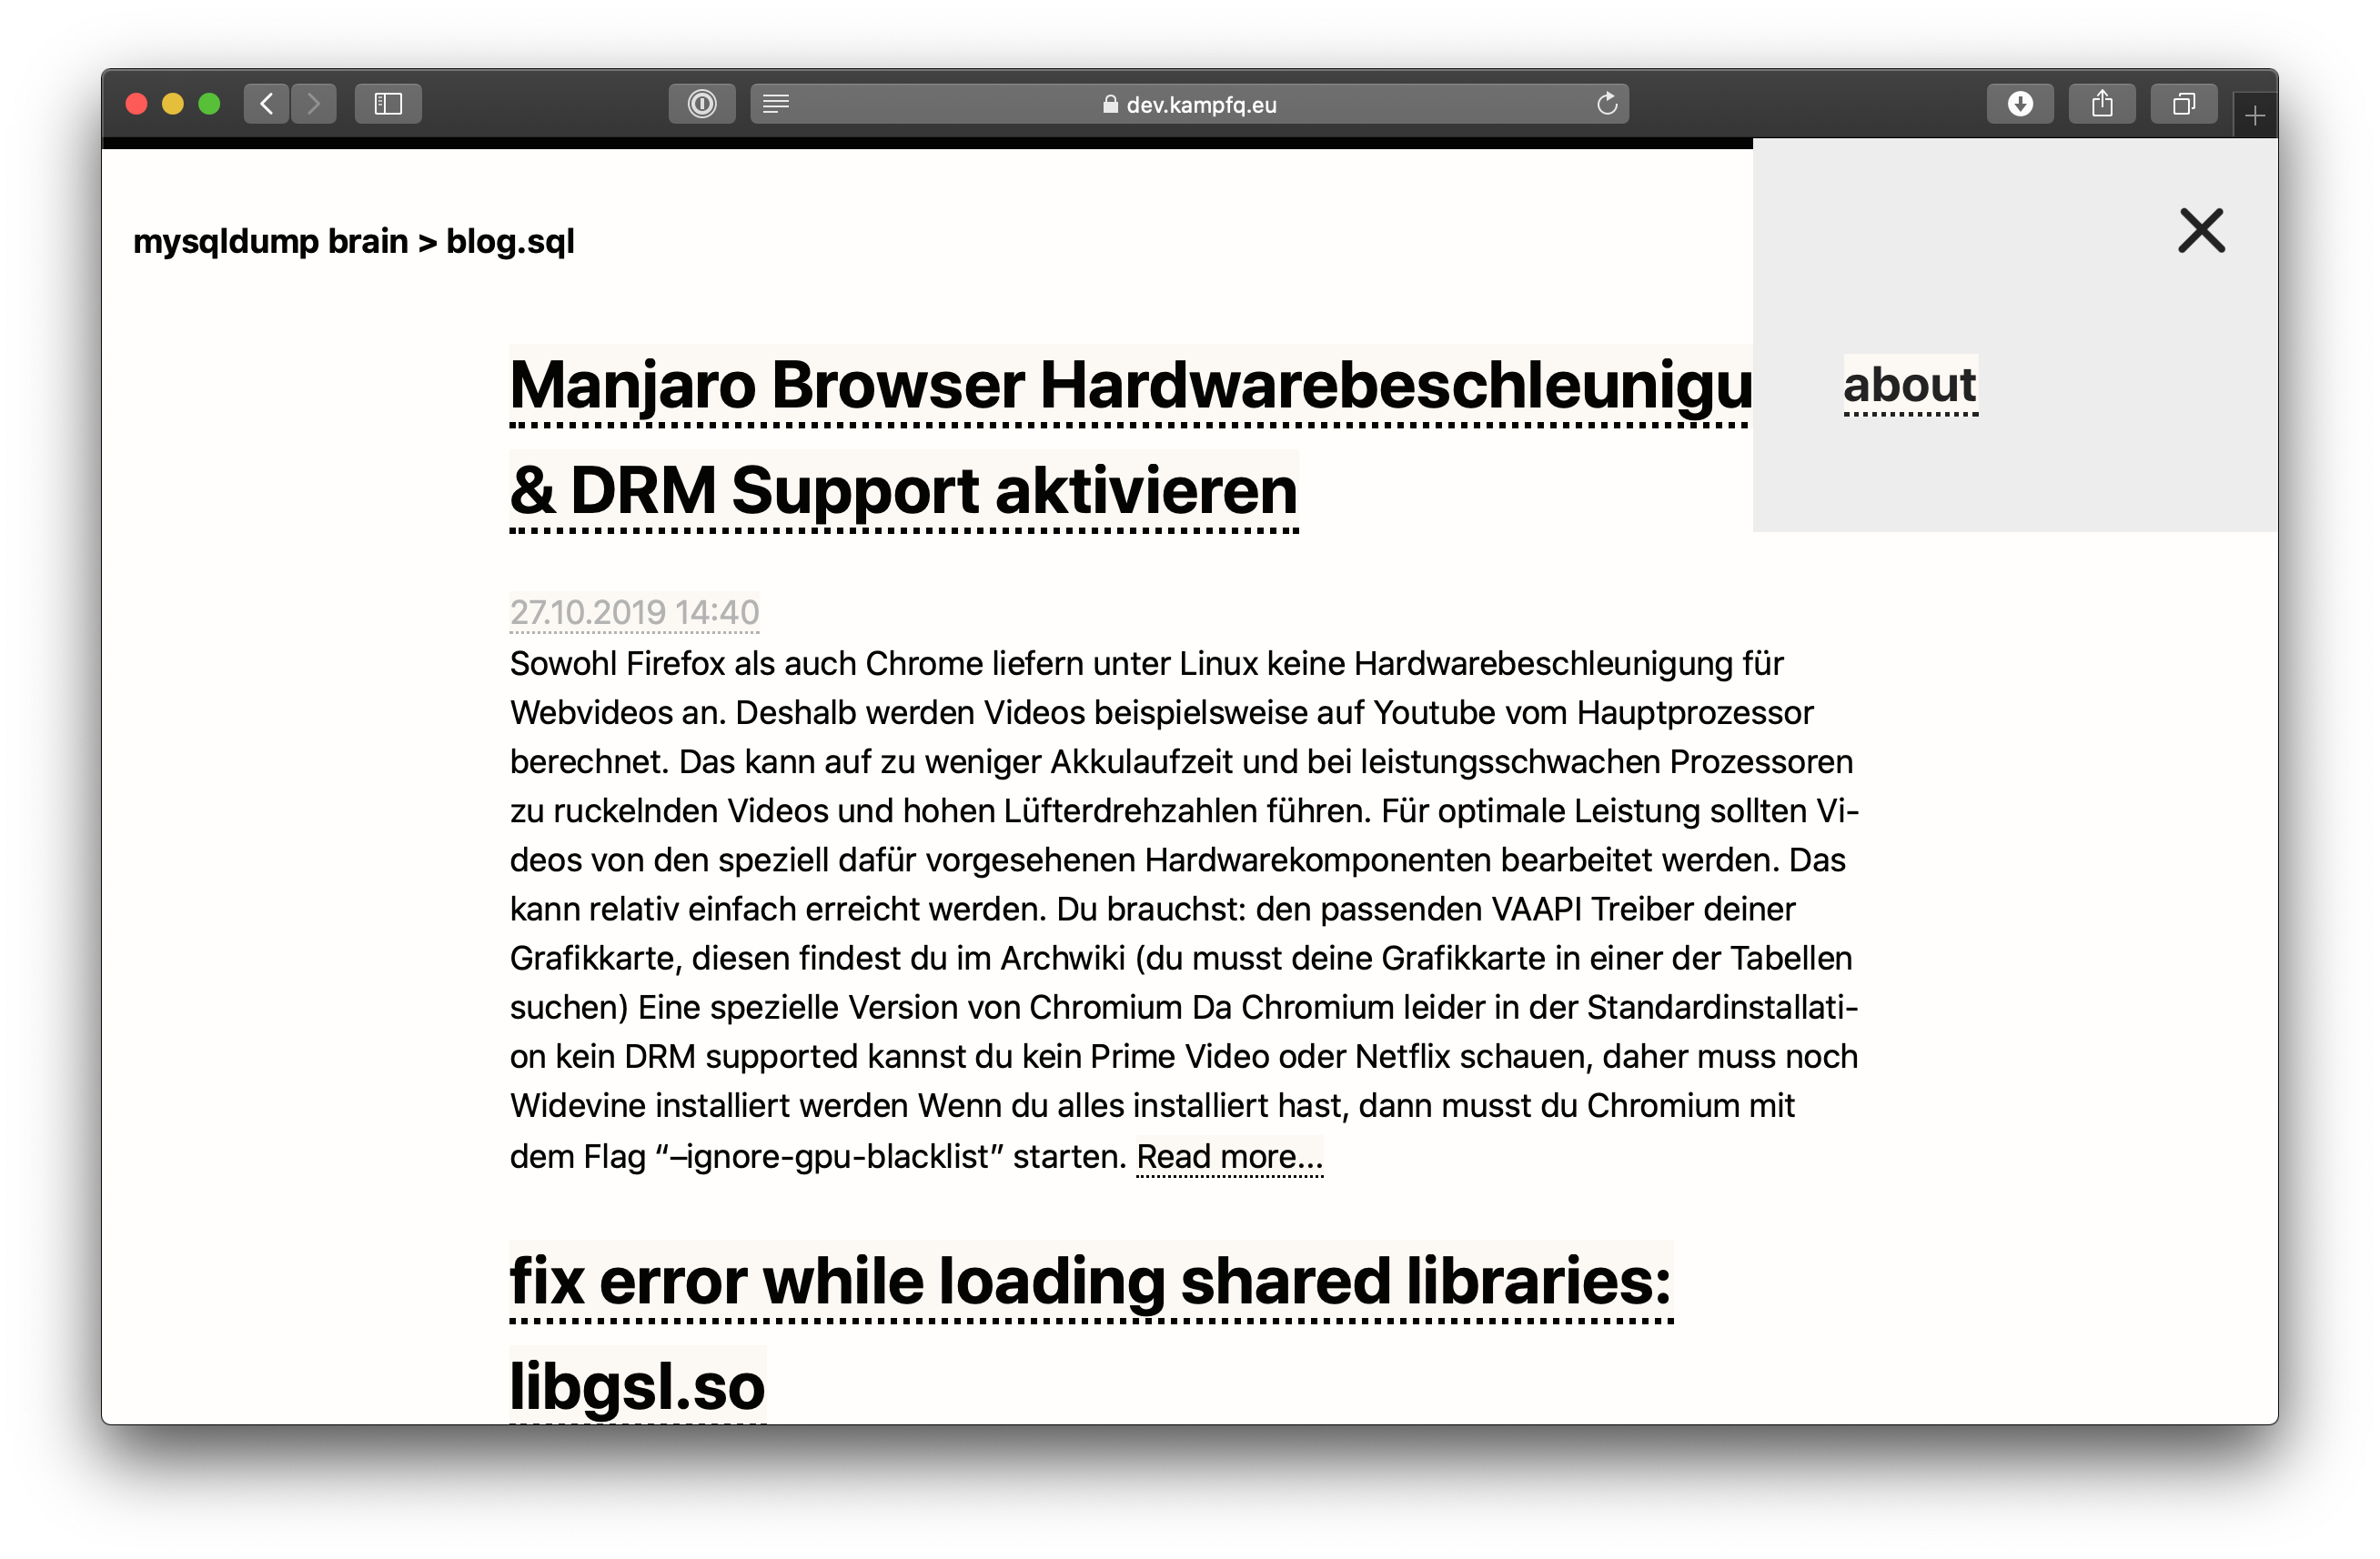 dev.kampfq.eu
mysqldump brain > blog.sql
about
Manjaro Browser Hardwarebeschleunigu
& DRM Support aktivieren
27.10.2019 14:40
Sowohl Firefox als auch Chrome liefern unter Linux keine Hardwarebeschleunigung für
Webvideos an. Deshalb werden Videos beispielsweise auf Youtube vom Hauptprozessor
berechnet. Das kann auf zu weniger Akkulaufzeit und bei leistungsschwachen Prozessoren
zu ruckelnden Videos und hohen Lüfterdrehzahlen führen. Für optimale Leistung sollten Vi-
deos von den speziell dafür vorgesehenen Hardwarekomponenten bearbeitet werden. Das
kann relativ einfach erreicht werden. Du brauchst: den passenden VAAPI Treiber deiner
Grafikkarte, diesen findest du im Archwiki (du musst deine Grafikkarte in einer der Tabellen
suchen) Eine spezielle Version von Chromium Da Chromium leider in der Standardinstallati-
on kein DRM supported kannst du kein Prime Video oder Netflix schauen, daher muss noch
Widevine installiert werden Wenn du alles installiert hast, dann musst du Chromium mit
dem Flag “–ignore-gpu-blacklist” starten. Read more...
fix error while loading shared libraries:
libgsl.so